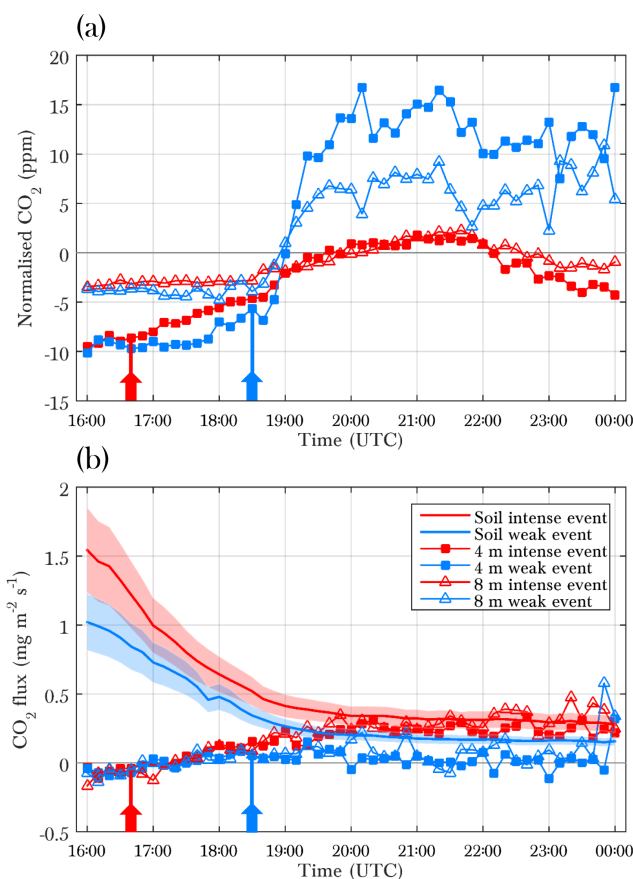 (a)
20
15
10
5
0
-5
-10
-15
Normalised CO2 (ppm)
16:00 17:00 18:00 19:00 20:00 21:00 22:00 23:00 00:00
Time (UTC)
(b)
2
1.5
1
0.5
0
-0.5
CO2 flux (mg m-2 s-1)
Soil intense event
Soil weak event
4 m intense event
4 m weak event
8 m intense event
8 m weak event
16:00 17:00 18:00 19:00 20:00 21:00 22:00 23:00 00:00
Time (UTC)